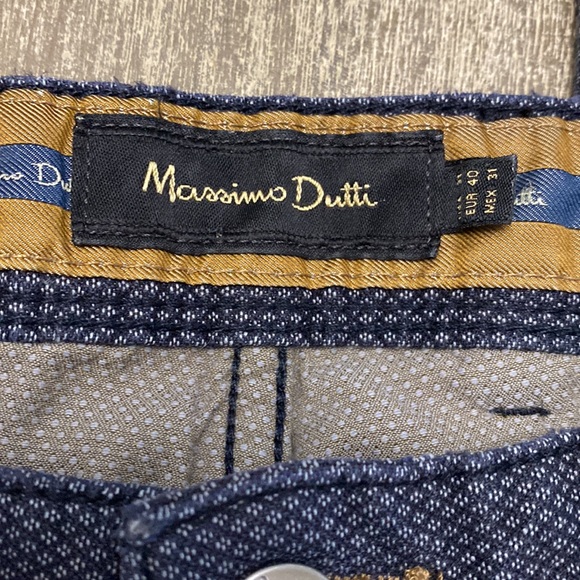 Massimo Dutti
EUR 40
MEX 31